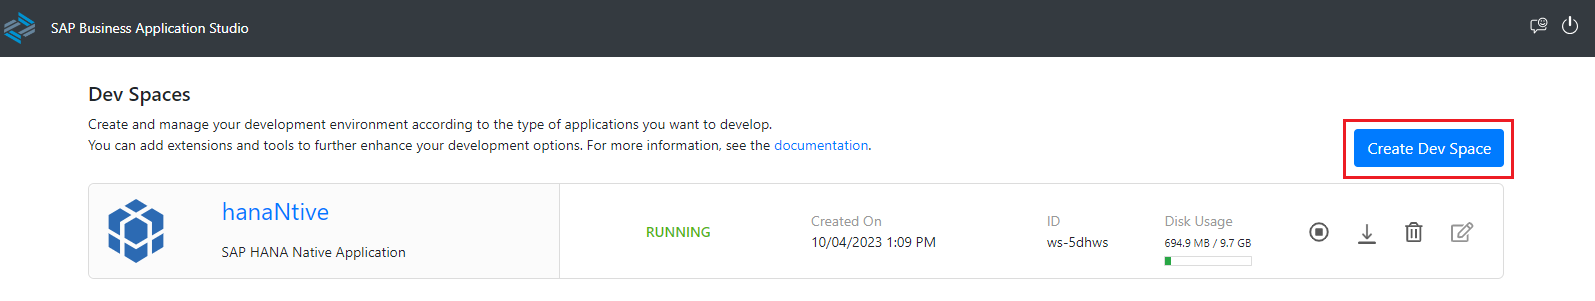 SAP Business Application Studio
Dev Spaces
Create and manage your development environment according to the type of applications you want to develop.
You can add extensions and tools to further enhance your development options. For more information, see the documentation.
Create Dev Space
hanaNtive
SAP HANA Native Application
RUNNING
Created On
10/04/2023 1:09 PM
ID
ws-5dhws
Disk Usage
694.9 MB / 9.7 GB